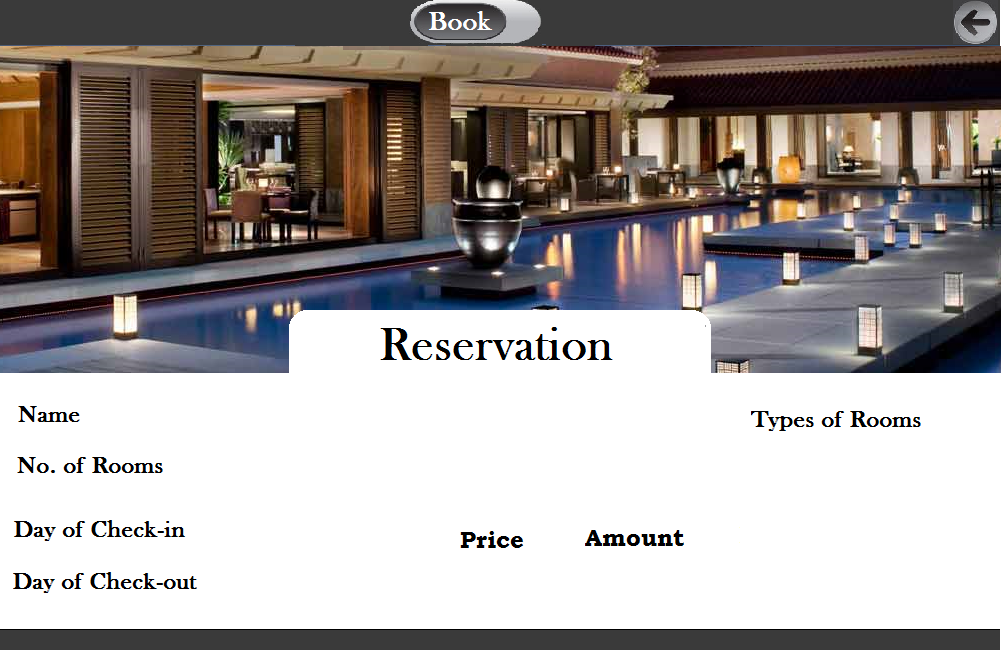 Book
Reservation
Name
Types of Rooms
No. of Rooms
Day of Check-in
Price
Amount
Day of Check-out